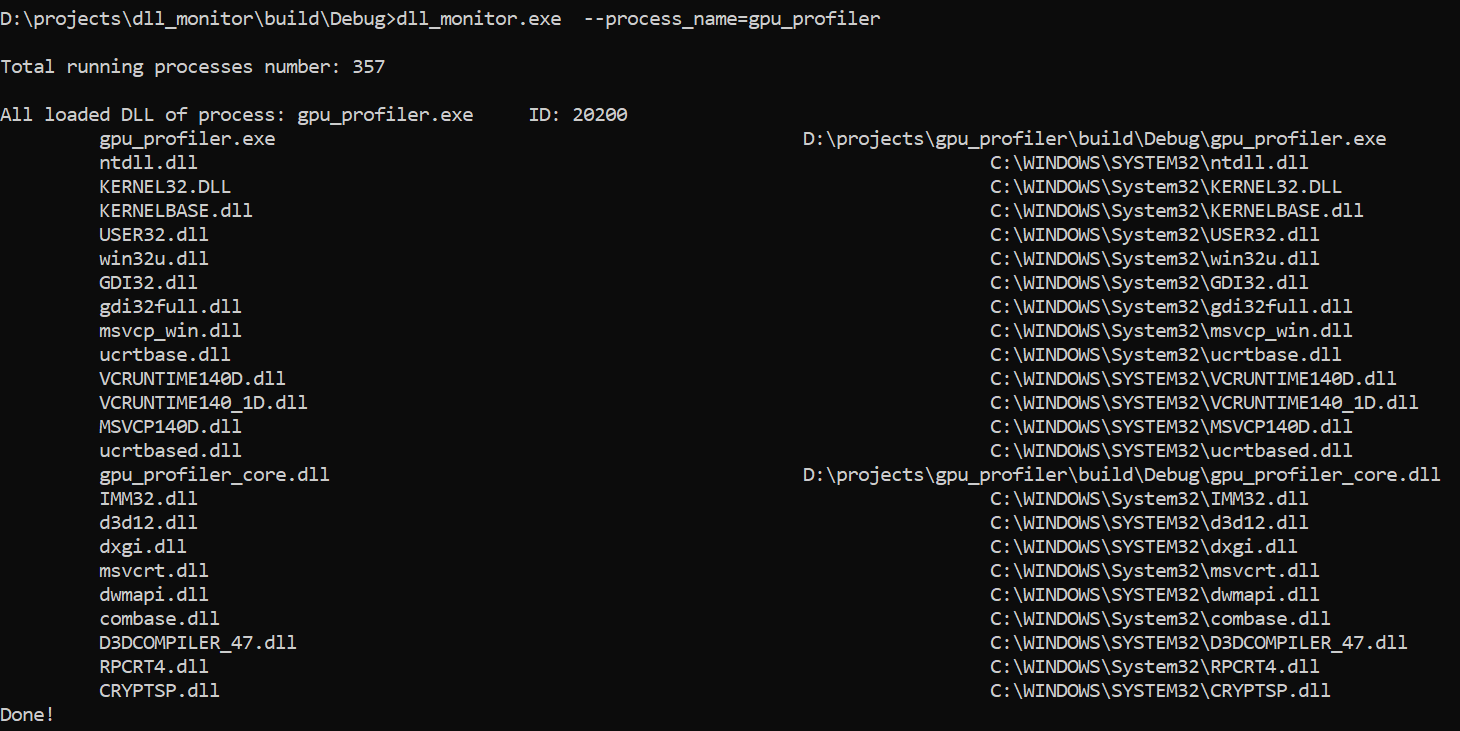 D:\projects\dll_monitor\build\Debug>dll_monitor.exe  --process_name=gpu_profiler
Total running processes number: 357
All loaded DLL of process: gpu_profiler.exe     ID: 20200
gpu_profiler.exe D:\projects\gpu_profiler\build\Debug\gpu_profiler.exe
ntdll.dll C:\WINDOWS\SYSTEM32\ntdll.dll
KERNEL32.DLL C:\WINDOWS\System32\KERNEL32.DLL
KERNELBASE.dll C:\WINDOWS\System32\KERNELBASE.dll
USER32.dll C:\WINDOWS\System32\USER32.dll
win32u.dll C:\WINDOWS\System32\win32u.dll
GDI32.dll C:\WINDOWS\System32\GDI32.dll
gdi32full.dll C:\WINDOWS\System32\gdi32full.dll
msvcp_win.dll C:\WINDOWS\System32\msvcp_win.dll
ucrtbase.dll C:\WINDOWS\System32\ucrtbase.dll
VCRUNTIME140D.dll C:\WINDOWS\SYSTEM32\VCRUNTIME140D.dll
VCRUNTIME140_1D.dll C:\WINDOWS\SYSTEM32\VCRUNTIME140_1D.dll
MSVCP140D.dll C:\WINDOWS\SYSTEM32\MSVCP140D.dll
ucrtbased.dll C:\WINDOWS\SYSTEM32\ucrtbased.dll
gpu_profiler_core.dll D:\projects\gpu_profiler\build\Debug\gpu_profiler_core.dll
IMM32.dll C:\WINDOWS\System32\IMM32.dll
d3d12.dll C:\WINDOWS\SYSTEM32\d3d12.dll
dxgi.dll C:\WINDOWS\SYSTEM32\dxgi.dll
msvcrt.dll C:\WINDOWS\System32\msvcrt.dll
dwmapi.dll C:\WINDOWS\SYSTEM32\dwmapi.dll
combase.dll C:\WINDOWS\System32\combase.dll
D3DCOMPILER_47.dll C:\WINDOWS\SYSTEM32\D3DCOMPILER_47.dll
RPCRT4.dll C:\WINDOWS\System32\RPCRT4.dll
CRYPTSP.dll C:\WINDOWS\SYSTEM32\CRYPTSP.dll
Done!